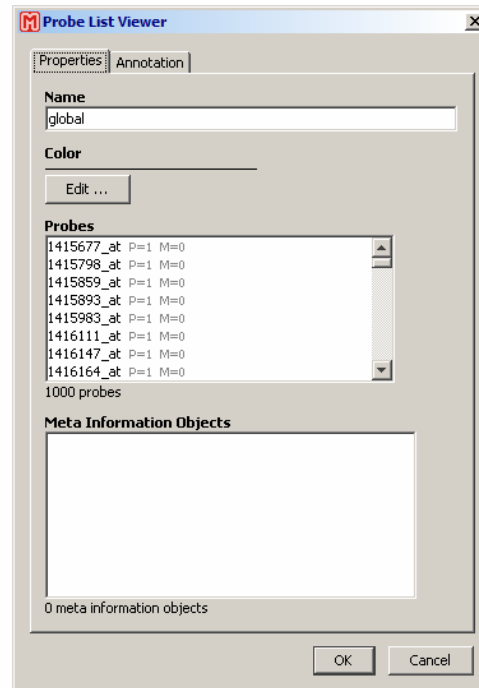 Probe List Viewer
Properties Annotation
Name
global
Color
Edit ...
Probes
1415677_at P=1 M=0
1415798_at P=1 M=0
1415859_at P=1 M=0
1415893_at P=1 M=0
1415983_at P=1 M=0
1416111_at P=1 M=0
1416147_at P=1 M=0
1416164_at P=1 M=0
1000 probes
Meta Information Objects
0 meta information objects
OK Cancel